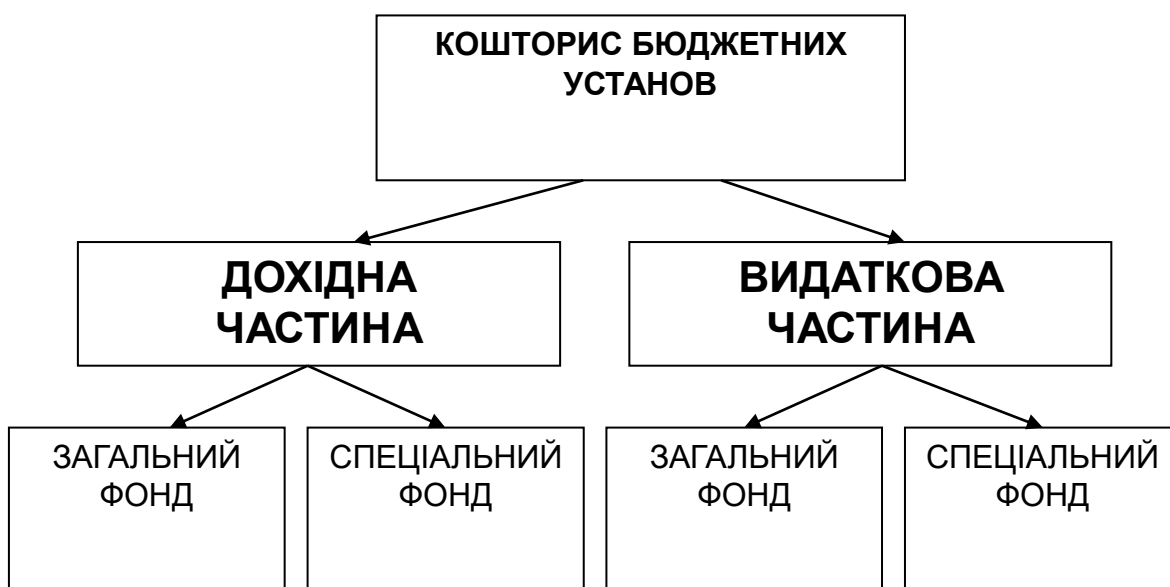 КОШТОРИС БЮДЖЕТНИХ
УСТАНОВ
ДОХІДНА
ЧАСТИНА
ВИДАТКОВА
ЧАСТИНА
ЗАГАЛЬНИЙ
ФОНД
СПЕЦІАЛЬНИЙ
ФОНД
ЗАГАЛЬНИЙ
ФОНД
СПЕЦІАЛЬНИЙ
ФОНД